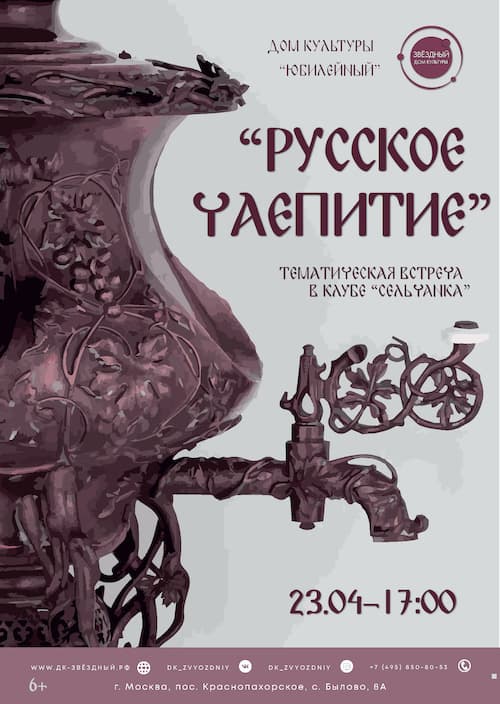 ДОМ КУЛЬТУРЫ
“ЮБИЛЕЙНЫЙ”
ЗВЁЗДНЫЙ
ДОМ КУЛЬТУРЫ
“РУССКОЕ
ЧАЕПИТИЕ”
ТЕМАТИЧЕСКАЯ ВСТРЕЧА
В КЛУБЕ “СЕЛЬЧАНКА”
23.04–17:00
WWW.ДК-ЗВЁЗДНЫЙ.РФ DK_ZVYOZDNIY DK_ZVYOZDNIY +7 (495) 850-80-53
6+ г. Москва, пос. Краснопахорское, с. Былово, 8А